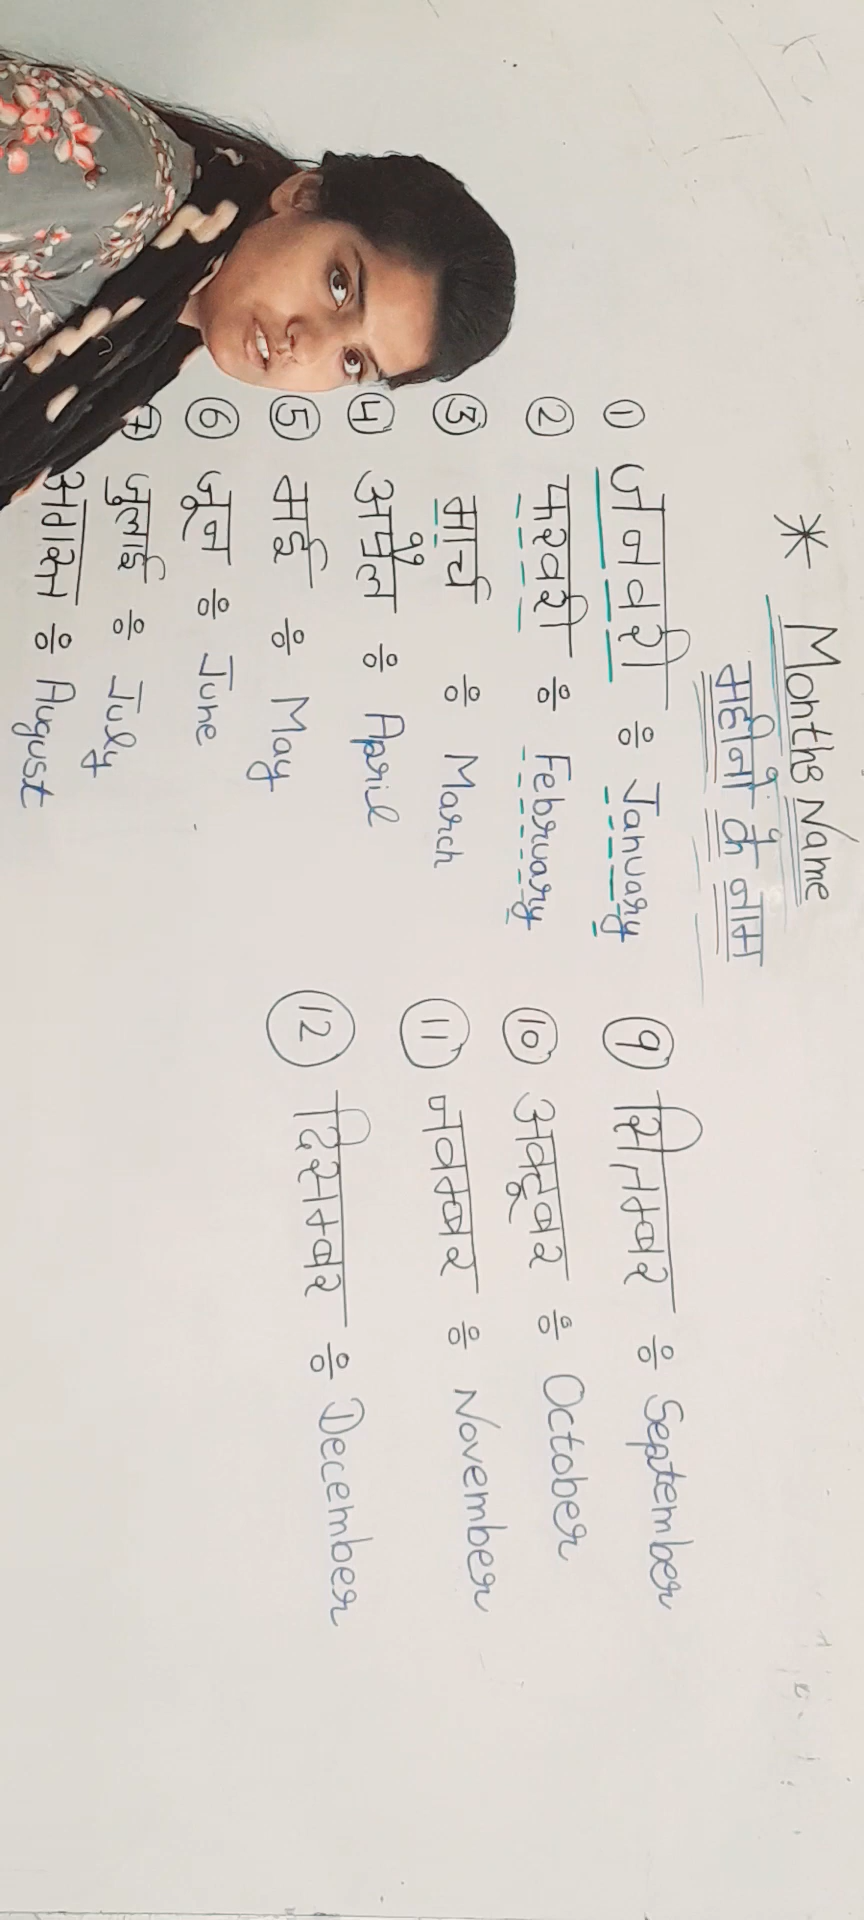 * Months Name
महीनो के नाम
① जनवरी :- January
② फरवरी :- February
③ मार्च :- March
④ अप्रैल :- April
⑤ मई :- May
⑥ जून :- June
⑦ जुलाई :- July
अगस्त :- August
⑨ सितम्बर :- September
⑩ अक्टूबर :- October
⑪ नवम्बर :- November
⑫ दिसम्बर :- December